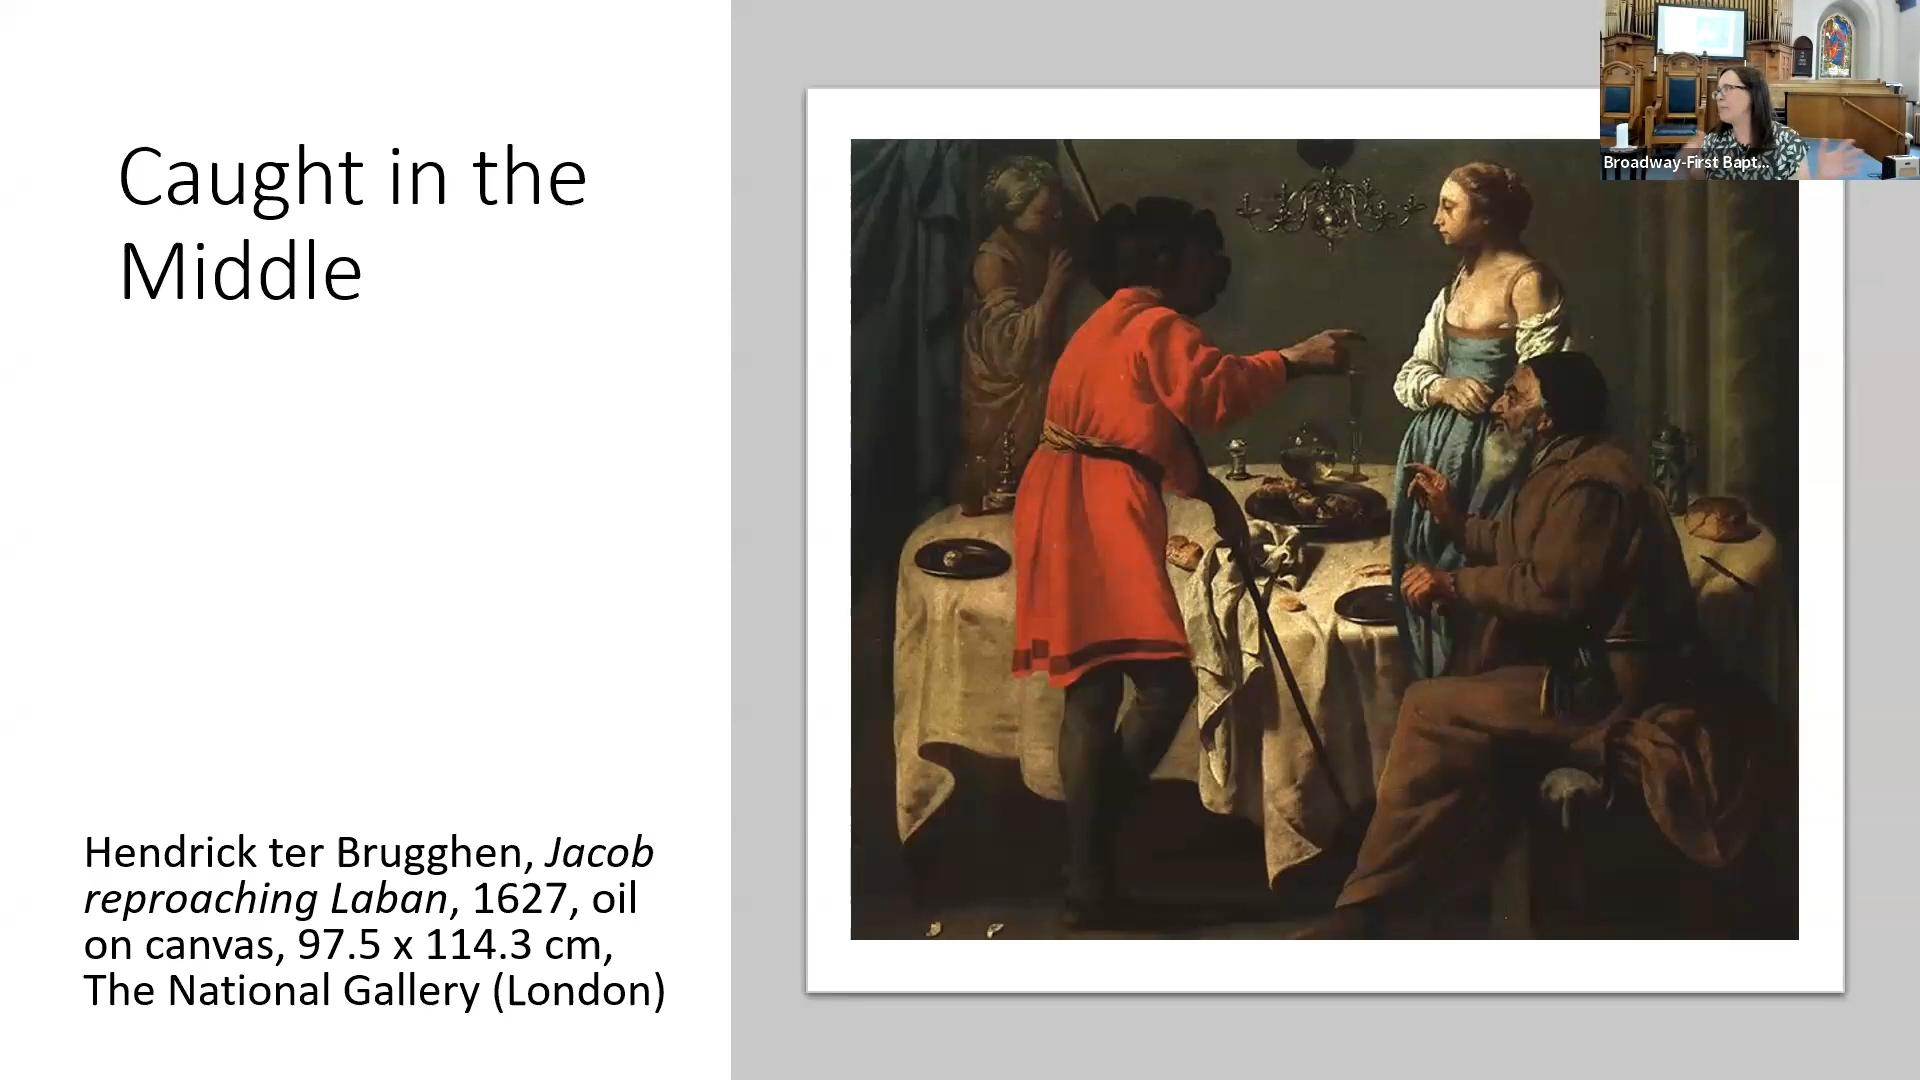 Caught in the
Middle
Hendrick ter Brugghen, Jacob
reproaching Laban, 1627, oil
on canvas, 97.5 x 114.3 cm,
The National Gallery (London)
Broadway-First Bapt...